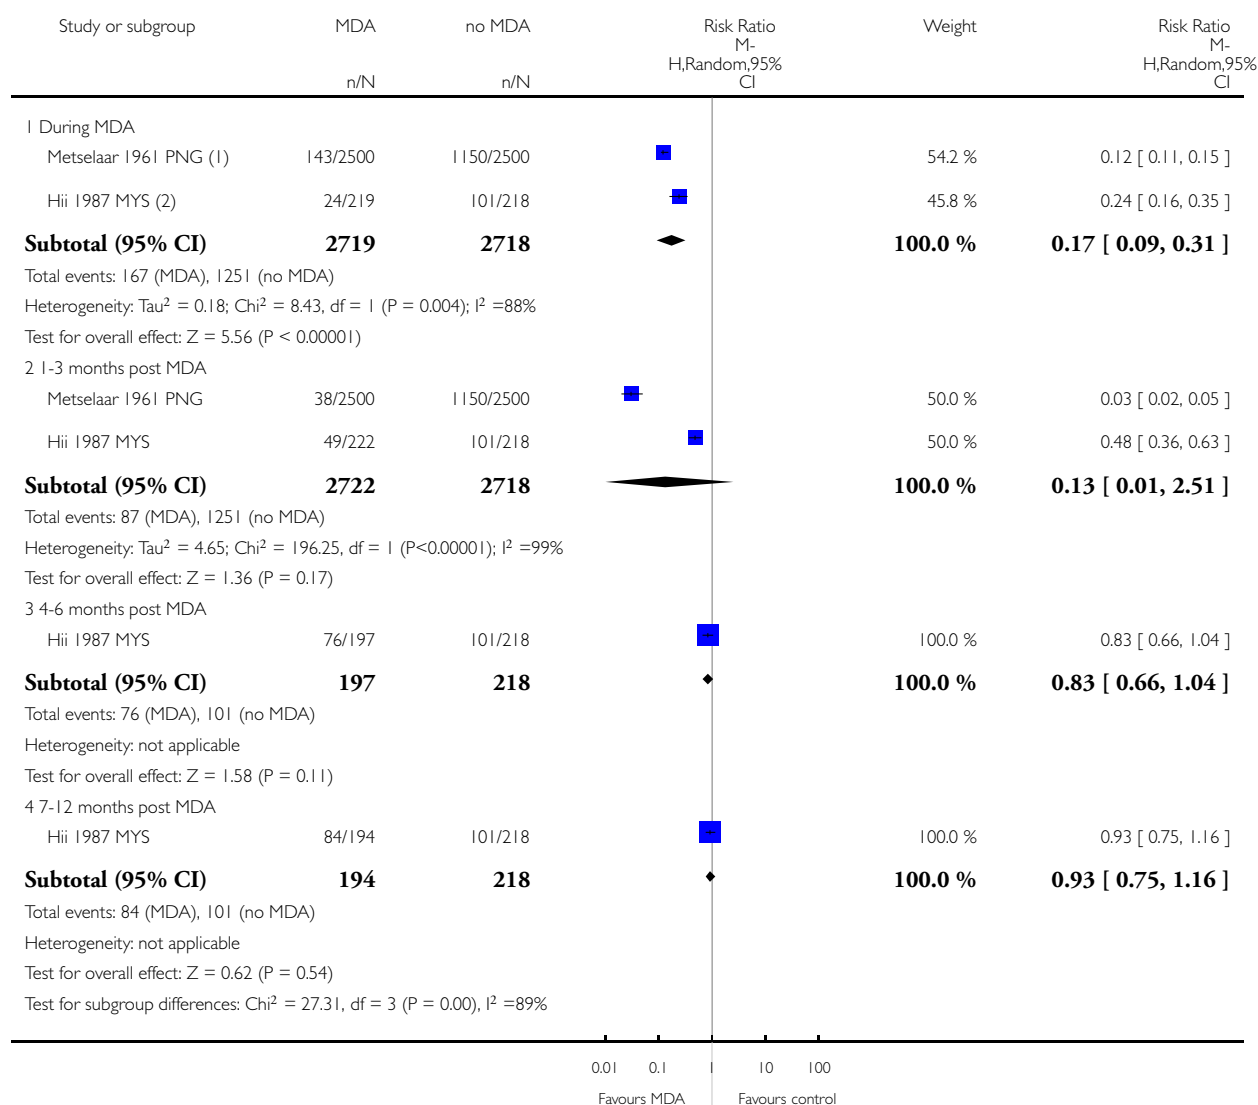 Study or subgroup MDA no MDA Risk Ratio Weight Risk Ratio
M-H,Random,95% CI M-H,Random,95% CI
n/N n/N
1 During MDA
Metselaar 1961 PNG (1) 143/2500 1150/2500 54.2 % 0.12 [ 0.11, 0.15 ]
Hii 1987 MYS (2) 24/219 101/218 45.8 % 0.24 [ 0.16, 0.35 ]
Subtotal (95% CI) 2719 2718 100.0 % 0.17 [ 0.09, 0.31 ]
Total events: 167 (MDA), 1251 (no MDA)
Heterogeneity: Tau² = 0.18; Chi² = 8.43, df = 1 (P = 0.004); I² =88%
Test for overall effect: Z = 5.56 (P < 0.00001)
2 1-3 months post MDA
Metselaar 1961 PNG 38/2500 1150/2500 50.0 % 0.03 [ 0.02, 0.05 ]
Hii 1987 MYS 49/222 101/218 50.0 % 0.48 [ 0.36, 0.63 ]
Subtotal (95% CI) 2722 2718 100.0 % 0.13 [ 0.01, 2.51 ]
Total events: 87 (MDA), 1251 (no MDA)
Heterogeneity: Tau² = 4.65; Chi² = 196.25, df = 1 (P<0.00001); I² =99%
Test for overall effect: Z = 1.36 (P = 0.17)
3 4-6 months post MDA
Hii 1987 MYS 76/197 101/218 100.0 % 0.83 [ 0.66, 1.04 ]
Subtotal (95% CI) 197 218 100.0 % 0.83 [ 0.66, 1.04 ]
Total events: 76 (MDA), 101 (no MDA)
Heterogeneity: not applicable
Test for overall effect: Z = 1.58 (P = 0.11)
4 7-12 months post MDA
Hii 1987 MYS 84/194 101/218 100.0 % 0.93 [ 0.75, 1.16 ]
Subtotal (95% CI) 194 218 100.0 % 0.93 [ 0.75, 1.16 ]
Total events: 84 (MDA), 101 (no MDA)
Heterogeneity: not applicable
Test for overall effect: Z = 0.62 (P = 0.54)
Test for subgroup differences: Chi² = 27.31, df = 3 (P = 0.00), I² =89%
0.01 0.1 1 10 100
Favours MDA Favours control